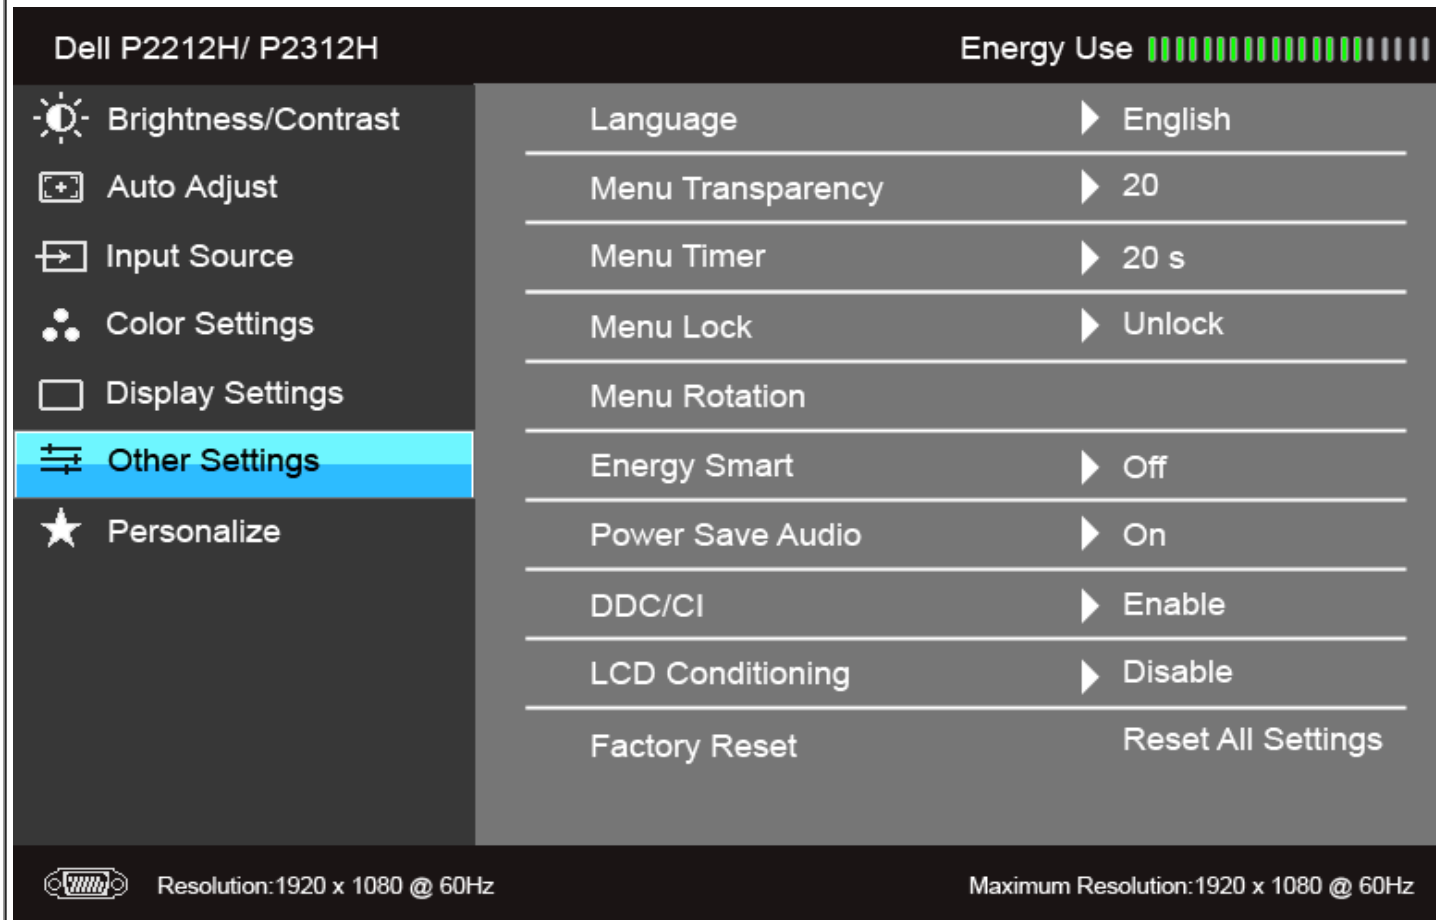 Dell P2212H/ P2312H
Energy Use
Brightness/Contrast
Auto Adjust
Input Source
Color Settings
Display Settings
Other Settings
Personalize
Language English
Menu Transparency 20
Menu Timer 20 s
Menu Lock Unlock
Menu Rotation
Energy Smart Off
Power Save Audio On
DDC/CI Enable
LCD Conditioning Disable
Factory Reset Reset All Settings
Resolution:1920 x 1080 @ 60Hz
Maximum Resolution:1920 x 1080 @ 60Hz